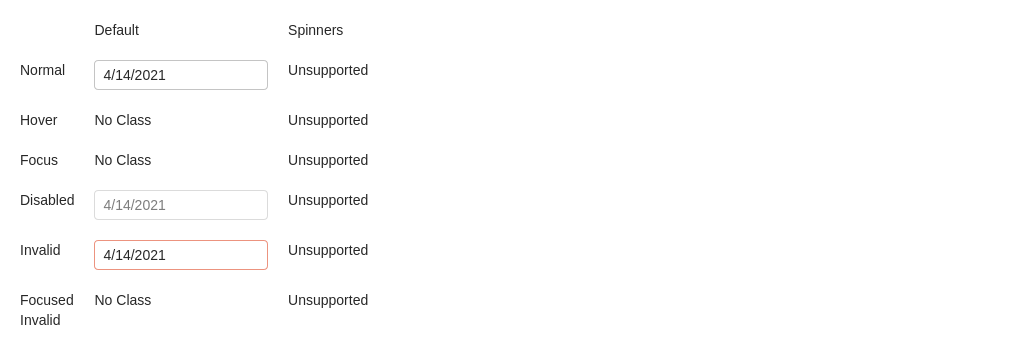 Default Spinners
Normal 4/14/2021 Unsupported
Hover No Class Unsupported
Focus No Class Unsupported
Disabled 4/14/2021 Unsupported
Invalid 4/14/2021 Unsupported
Focused No Class Unsupported
Invalid